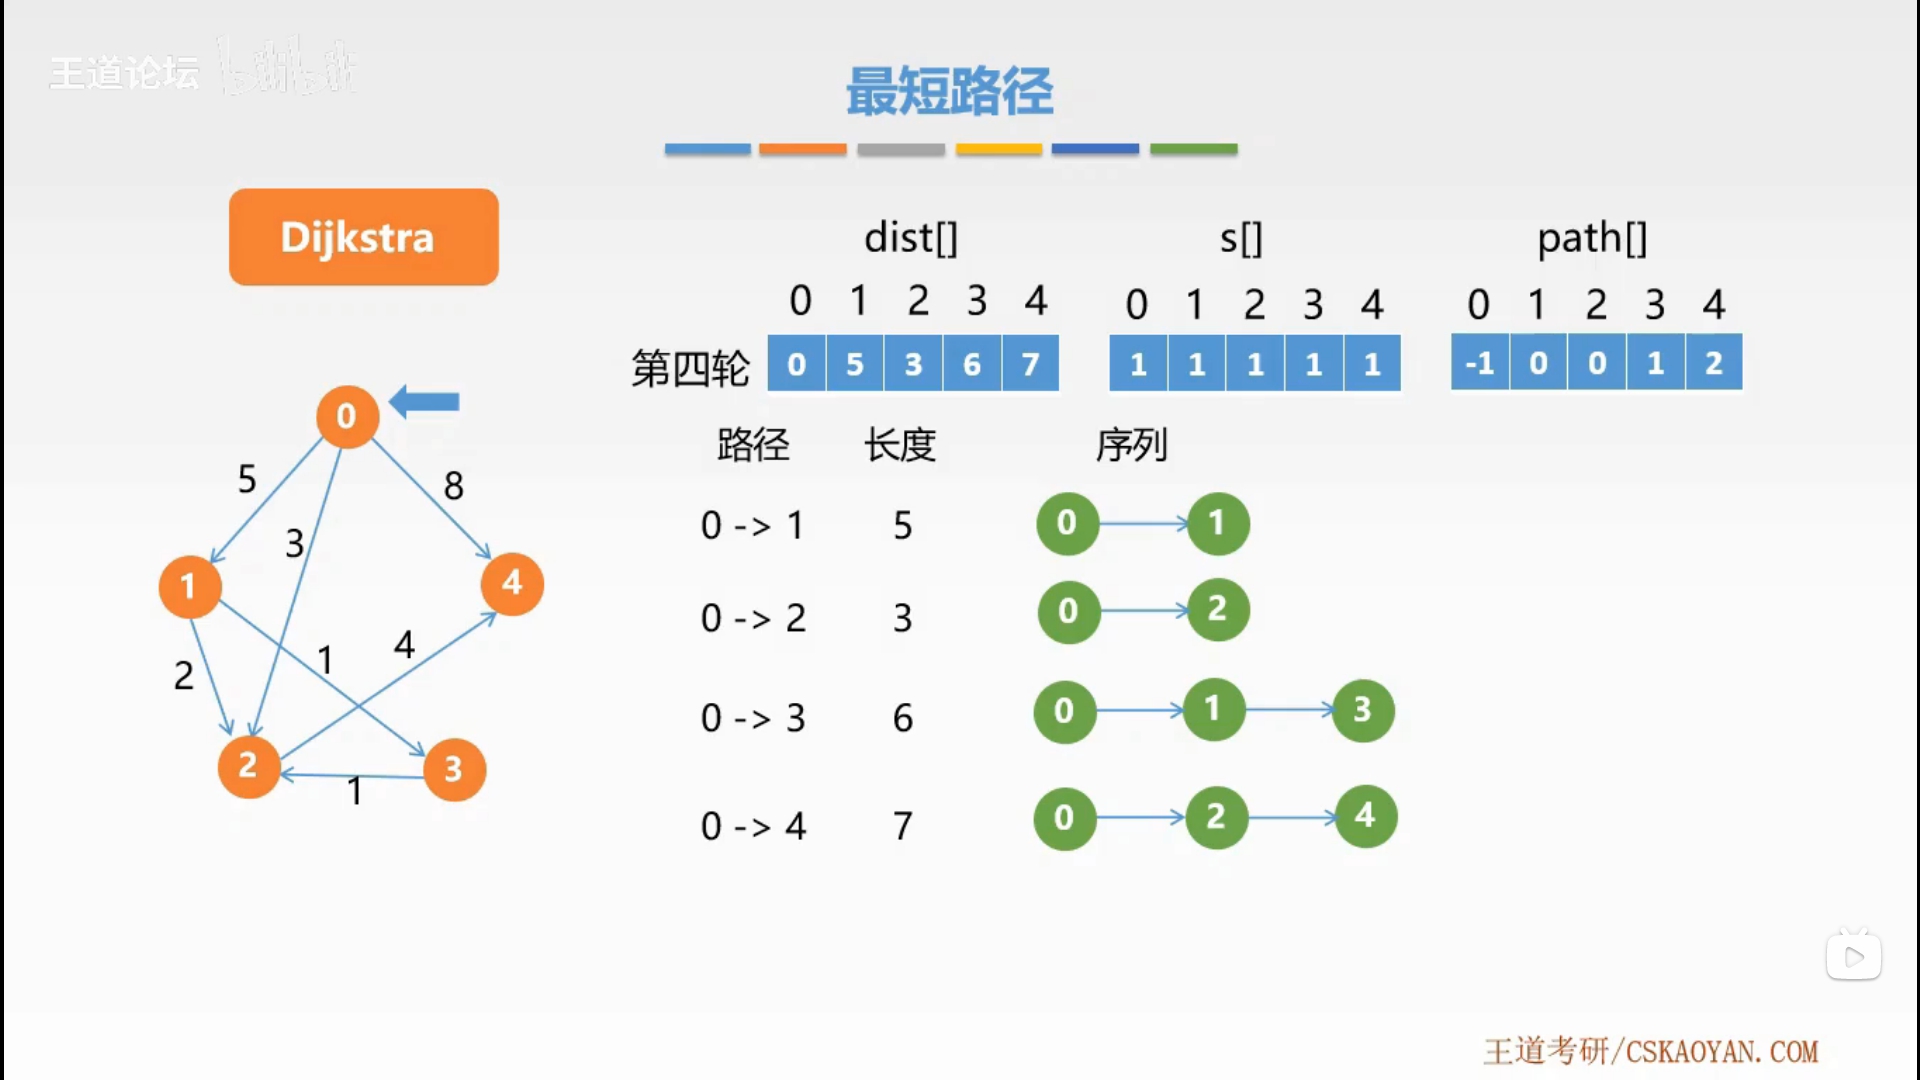 王道论坛 bilibili
最短路径
Dijkstra
dist[] s[] path[]
0 1 2 3 4 0 1 2 3 4 0 1 2 3 4
第四轮 0 5 3 6 7 1 1 1 1 1 -1 0 0 1 2
路径 长度 序列
0 -> 1 5 0 1
0 -> 2 3 0 2
0 -> 3 6 0 1 3
0 -> 4 7 0 2 4
0
5 8
3
1 4
2 1 4
2 3
1
王道考研/CSKAOYAN.COM